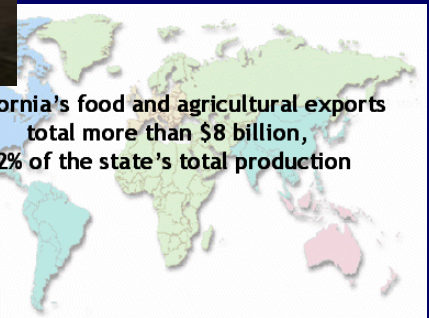 ornia's food and agricultural exports
total more than $8 billion,
2% of the state's total production